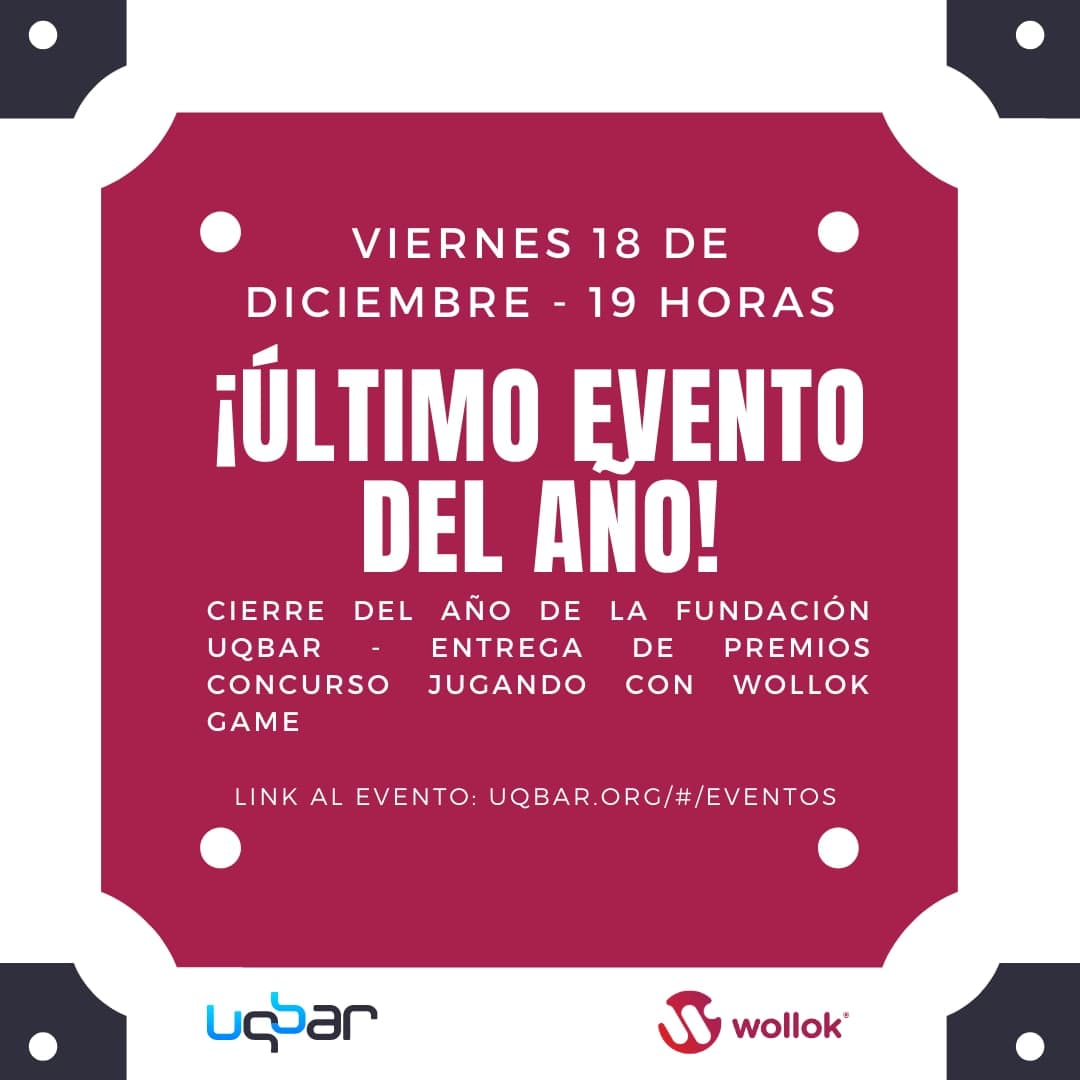 VIERNES 18 DE
DICIEMBRE - 19 HORAS
¡ÚLTIMO EVENTO
DEL AÑO!
CIERRE DEL AÑO DE LA FUNDACIÓN
UQBAR - ENTREGA DE PREMIOS
CONCURSO JUGANDO CON WOLLOK
GAME
LINK AL EVENTO: UQBAR.ORG/#/EVENTOS
uqbar
wollok®